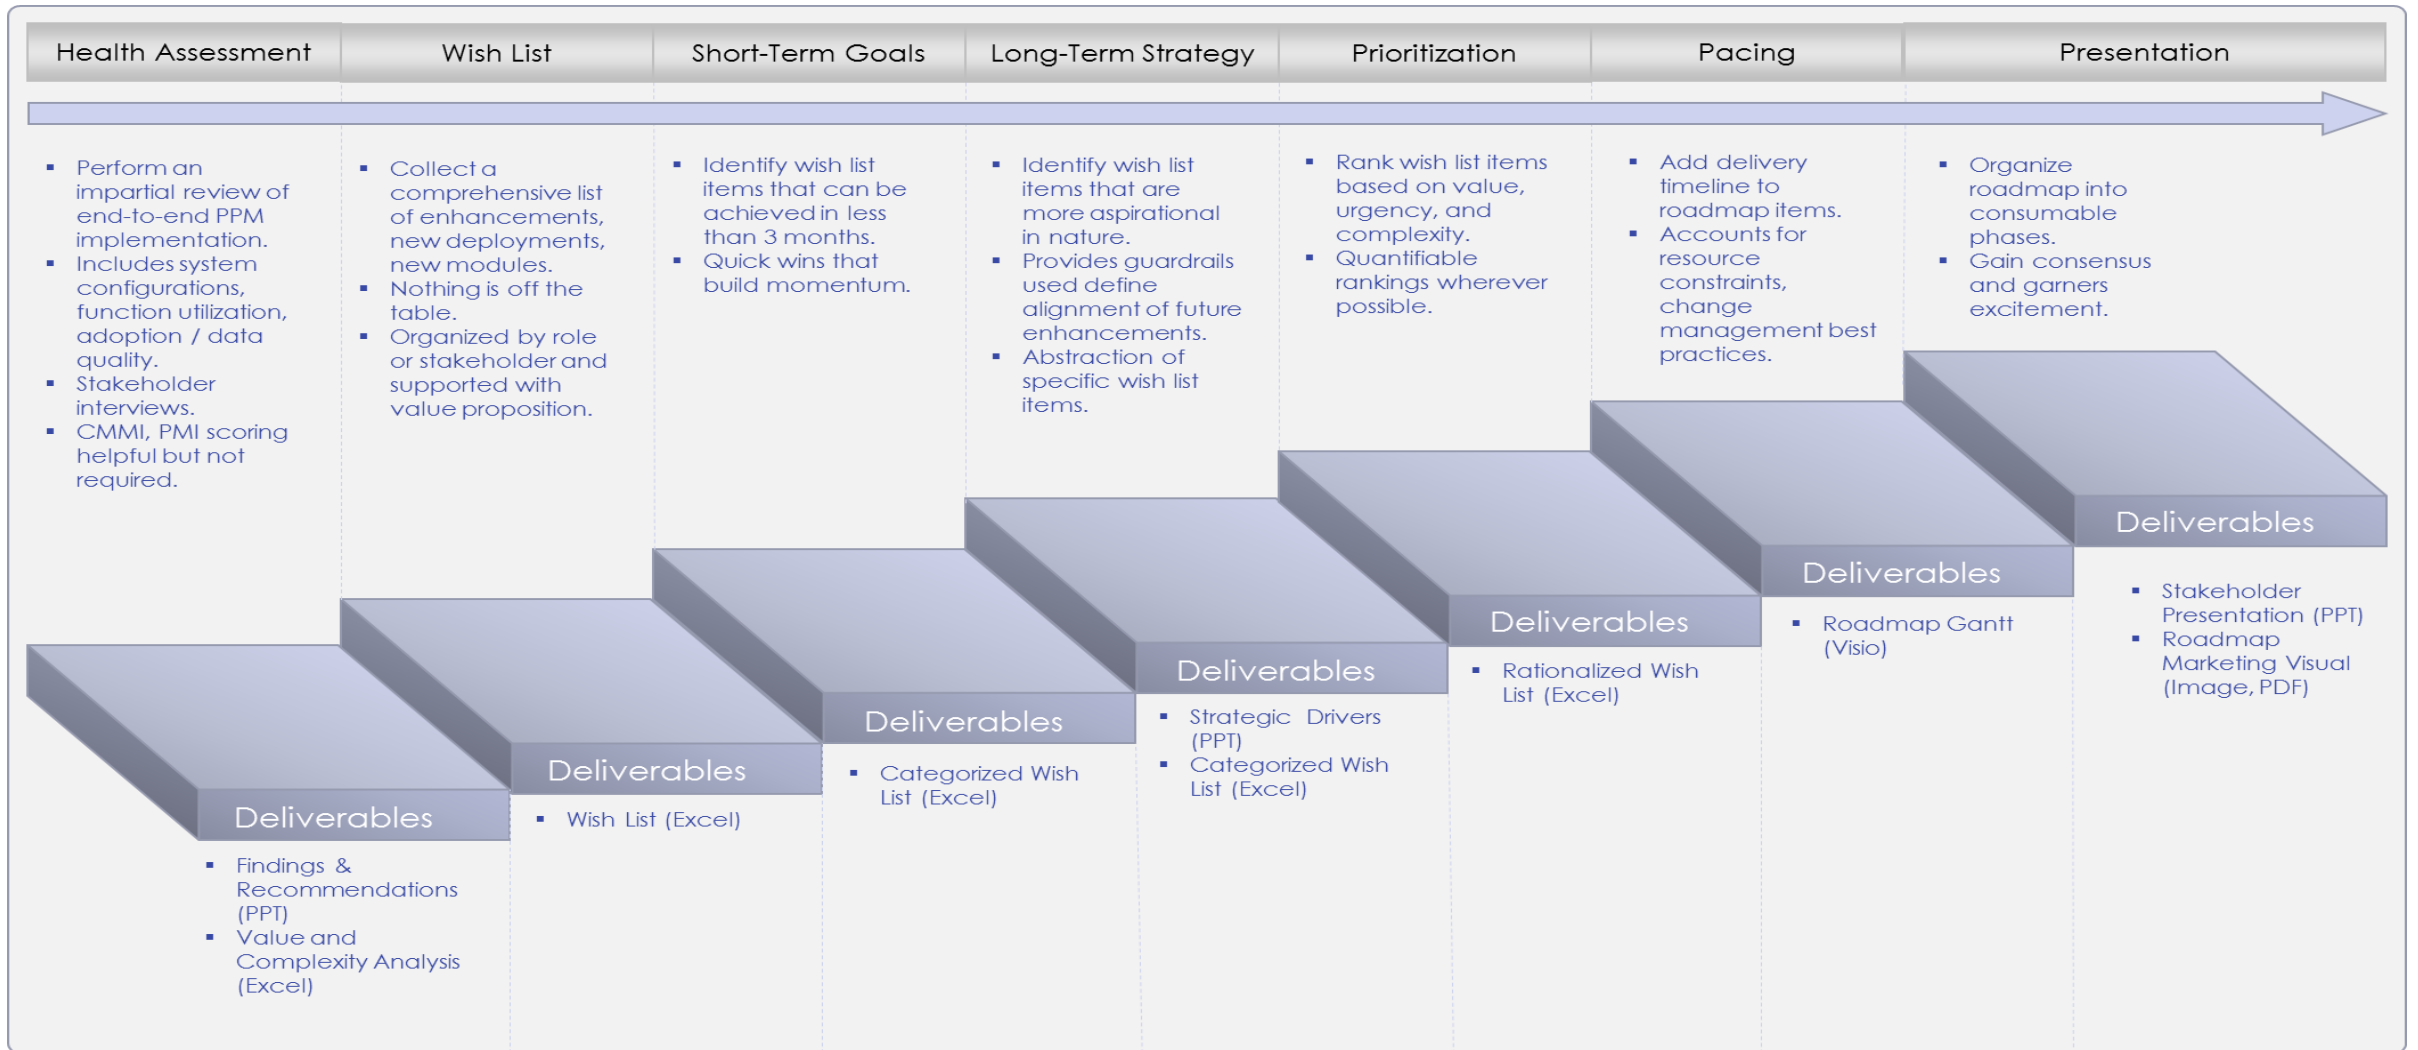 Health Assessment
Wish List
Short-Term Goals
Long-Term Strategy
Prioritization
Pacing
Presentation
▪ Perform an
impartial review of
end-to-end PPM
implementation.
▪ Includes system
configurations,
function utilization,
adoption / data
quality.
▪ Stakeholder
interviews.
▪ CMMI, PMI scoring
helpful but not
required.
▪ Collect a
comprehensive list
of enhancements,
new deployments,
new modules.
▪ Nothing is off the
table.
▪ Organized by role
or stakeholder and
supported with
value proposition.
▪ Identify wish list
items that can be
achieved in less
than 3 months.
▪ Quick wins that
build momentum.
▪ Identify wish list
items that are
more aspirational
in nature.
▪ Provides guardrails
used define
alignment of future
enhancements.
▪ Abstraction of
specific wish list
items.
▪ Rank wish list items
based on value,
urgency, and
complexity.
▪ Quantifiable
rankings wherever
possible.
▪ Add delivery
timeline to
roadmap items.
▪ Accounts for
resource
constraints,
change
management best
practices.
▪ Organize
roadmap into
consumable
phases.
▪ Gain consensus
and garners
excitement.
Deliverables
▪ Findings &
Recommendations
(PPT)
▪ Value and
Complexity Analysis
(Excel)
Deliverables
▪ Wish List (Excel)
Deliverables
▪ Categorized Wish
List (Excel)
Deliverables
▪ Strategic Drivers
(PPT)
▪ Categorized Wish
List (Excel)
Deliverables
▪ Rationalized Wish
List (Excel)
Deliverables
▪ Roadmap Gantt
(Visio)
Deliverables
▪ Stakeholder
Presentation (PPT)
▪ Roadmap
Marketing Visual
(Image, PDF)